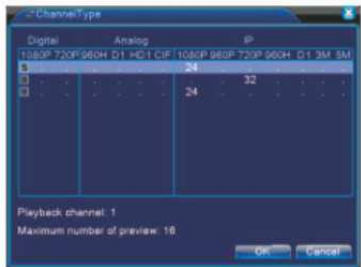 ChannelType
Digital Analog IP
1080P 720P 960H D1 HD1 CIF 1080P 960P 720P 960H D1 3M 5M
24
32
24
Playback channel: 1
Maximum number of preview: 16
OK Cancel